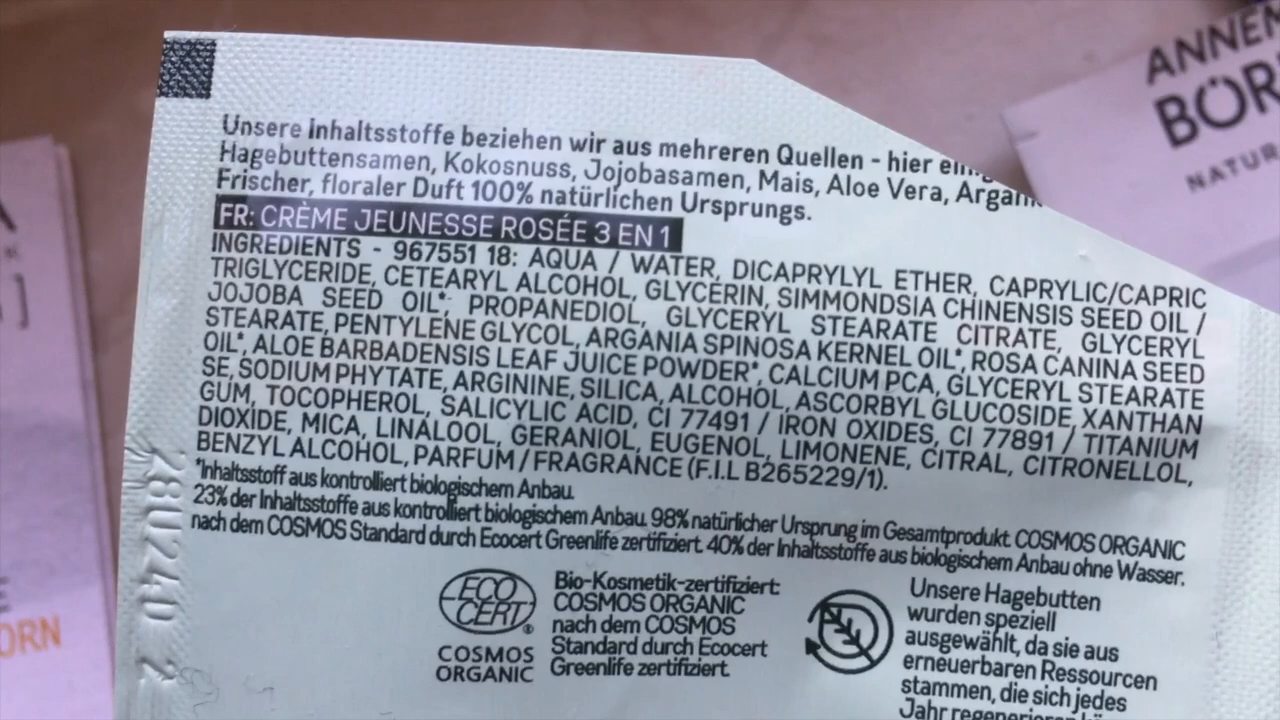 Unsere Inhaltsstoffe beziehen wir aus mehreren Quellen - hier
Hagebuttensamen, Kokosnuss, Jojobasamen, Mais, Aloe Vera,
Frischer, floraler Duft 100% natürlichen Ursprungs.
FR: CRÈME JEUNESSE ROSÉE 3 EN 1
INGREDIENTS - 967551 18: AQUA / WATER, DICAPRYLYL ETHER, CAPRYLIC/CAPRIC
TRIGLYCERIDE, CETEARYL ALCOHOL, GLYCERIN, SIMMONDSIA CHINENSIS SEED OIL /
JOJOBA SEED OIL*, PROPANEDIOL, GLYCERYL STEARATE CITRATE, GLYCERYL
STEARATE, PENTYLENE GLYCOL, ARGANIA SPINOSA KERNEL OIL*, ROSA CANINA SEED
OIL*, ALOE BARBADENSIS LEAF JUICE POWDER*, CALCIUM PCA, GLYCERYL STEARATE
SE, SODIUM PHYTATE, ARGININE, SILICA, ALCOHOL, ASCORBYL GLUCOSIDE, XANTHAN
GUM, TOCOPHEROL, SALICYLIC ACID, CI 77491 / IRON OXIDES, CI 77891 / TITANIUM
DIOXIDE, MICA, LINALOOL, GERANIOL, EUGENOL, LIMONENE, CITRAL, CITRONELLOL,
BENZYL ALCOHOL, PARFUM / FRAGRANCE (F.I.L B265229/1).
*Inhaltsstoff aus kontrolliert biologischem Anbau.
23% der Inhaltsstoffe aus kontrolliert biologischem Anbau. 98% natürlicher Ursprung im Gesamtprodukt. COSMOS ORGANIC
nach dem COSMOS Standard durch Ecocert Greenlife zertifiziert. 40% der Inhaltsstoffe aus biologischem Anbau ohne Wasser.
ECO
CERT®
COSMOS
ORGANIC
Bio-Kosmetik-zertifiziert:
COSMOS ORGANIC
nach dem COSMOS
Standard durch Ecocert
Greenlife zertifiziert.
Unsere Hagebutten
wurden speziell
ausgewählt, da sie aus
erneuerbaren Ressourcen
stammen, die sich jedes
Jahr
28U240 2
ANNEM
BÖR
NATUR
ORN